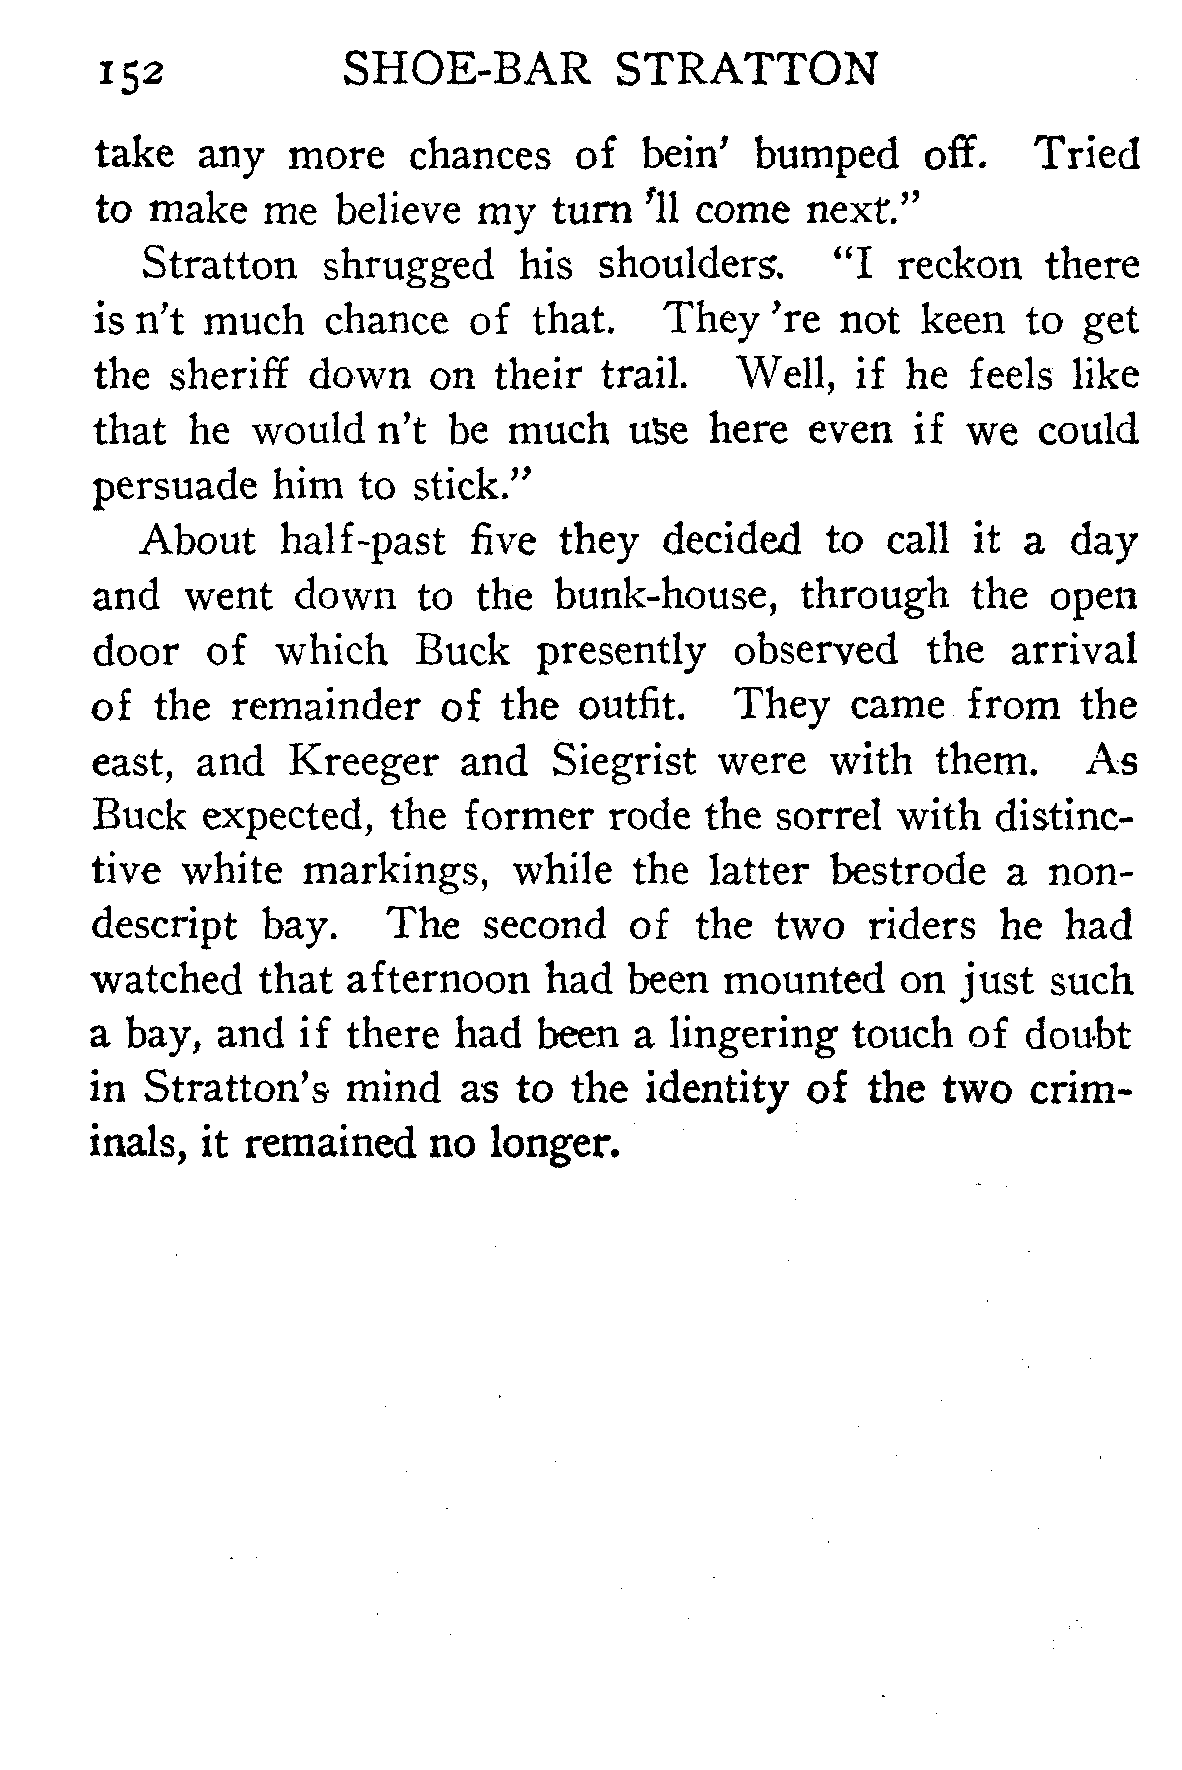 152 SHOE-BAR STRATTON
take any more chances of bein' bumped off. Tried
to make me believe my turn 'll come next."
Stratton shrugged his shoulders. "I reckon there
is n't much chance of that. They 're not keen to get
the sheriff down on their trail. Well, if he feels like
that he would n't be much use here even if we could
persuade him to stick."
About half-past five they decided to call it a day
and went down to the bunk-house, through the open
door of which Buck presently observed the arrival
of the remainder of the outfit. They came from the
east, and Kreeger and Siegrist were with them. As
Buck expected, the former rode the sorrel with distinc-
tive white markings, while the latter bestrode a non-
descript bay. The second of the two riders he had
watched that afternoon had been mounted on just such
a bay, and if there had been a lingering touch of doubt
in Stratton's mind as to the identity of the two crim-
inals, it remained no longer.